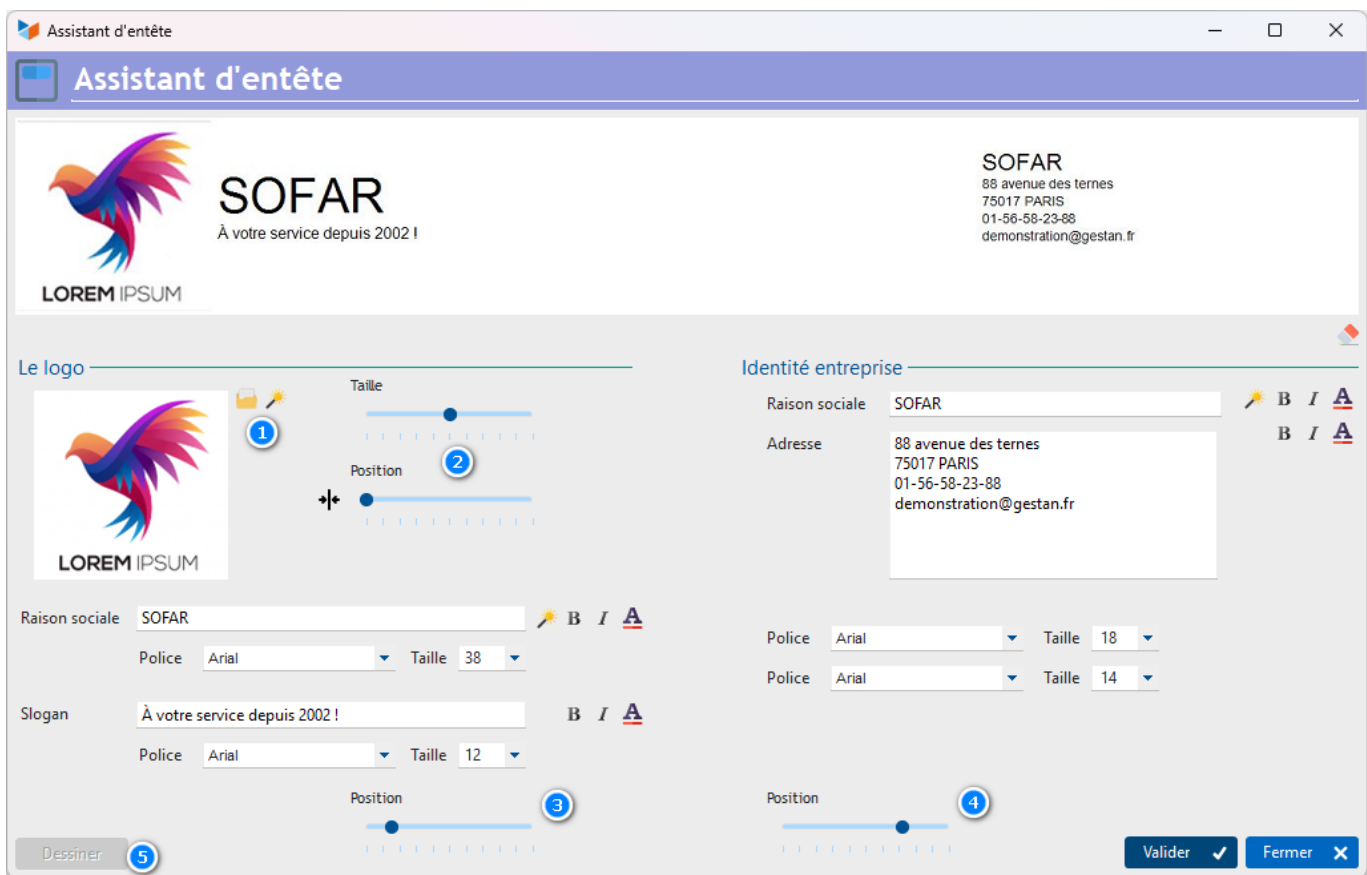 Assistant d'entête
Assistant d'entête
SOFAR
À votre service depuis 2002 !
LOREM IPSUM
SOFAR
88 avenue des ternes
75017 PARIS
01-56-58-23-88
demonstration@gestan.fr
Le logo
LOREM IPSUM
1
Taille
2
Position
Raison sociale SOFAR B I A
Police Arial Taille 38
Slogan À votre service depuis 2002 ! B I A
Police Arial Taille 12
Position 3
Dessiner 5
Identité entreprise
Raison sociale SOFAR B I A
Adresse 88 avenue des ternes B I A
75017 PARIS
01-56-58-23-88
demonstration@gestan.fr
Police Arial Taille 18
Police Arial Taille 14
Position 4
Valider Fermer